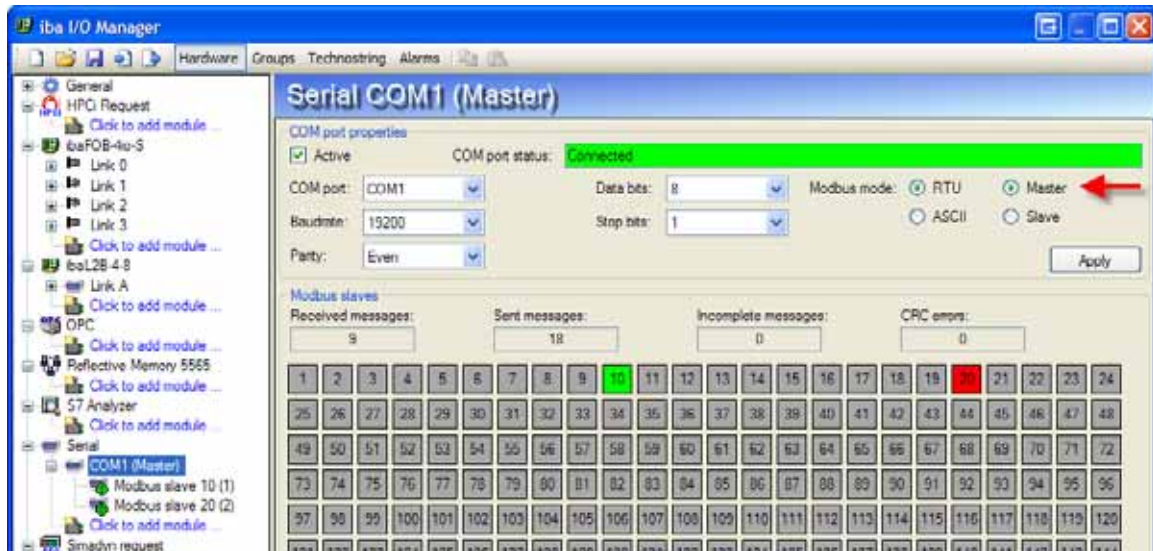 iba I/O Manager
Hardware Groups Technostring Alarms
General
HPCi Request
Click to add module ...
ibaFOB-4io-S
Link 0
Link 1
Link 2
Link 3
Click to add module ...
ibaL2B-4-8
Link A
Click to add module ...
OPC
Click to add module ...
Reflective Memory 5565
Click to add module ...
S7 Analyzer
Click to add module ...
Serial
COM1 (Master)
Modbus slave 10 (1)
Modbus slave 20 (2)
Click to add module ...
Simadyn request
Serial COM1 (Master)
COM port properties
Active COM port status: Connected
COM port: COM1 Data bits: 8 Modbus mode: RTU Master
Baudrate: 19200 Stop bits: 1 ASCII Slave
Parity: Even Apply
Modbus slaves
Received messages: Sent messages: Incomplete messages: CRC errors:
9 18 0 0
1 2 3 4 5 6 7 8 9 10 11 12 13 14 15 16 17 18 19 20 21 22 23 24
25 26 27 28 29 30 31 32 33 34 35 36 37 38 39 40 41 42 43 44 45 46 47 48
49 50 51 52 53 54 55 56 57 58 59 60 61 62 63 64 65 66 67 68 69 70 71 72
73 74 75 76 77 78 79 80 81 82 83 84 85 86 87 88 89 90 91 92 93 94 95 96
97 98 99 100 101 102 103 104 105 106 107 108 109 110 111 112 113 114 115 116 117 118 119 120